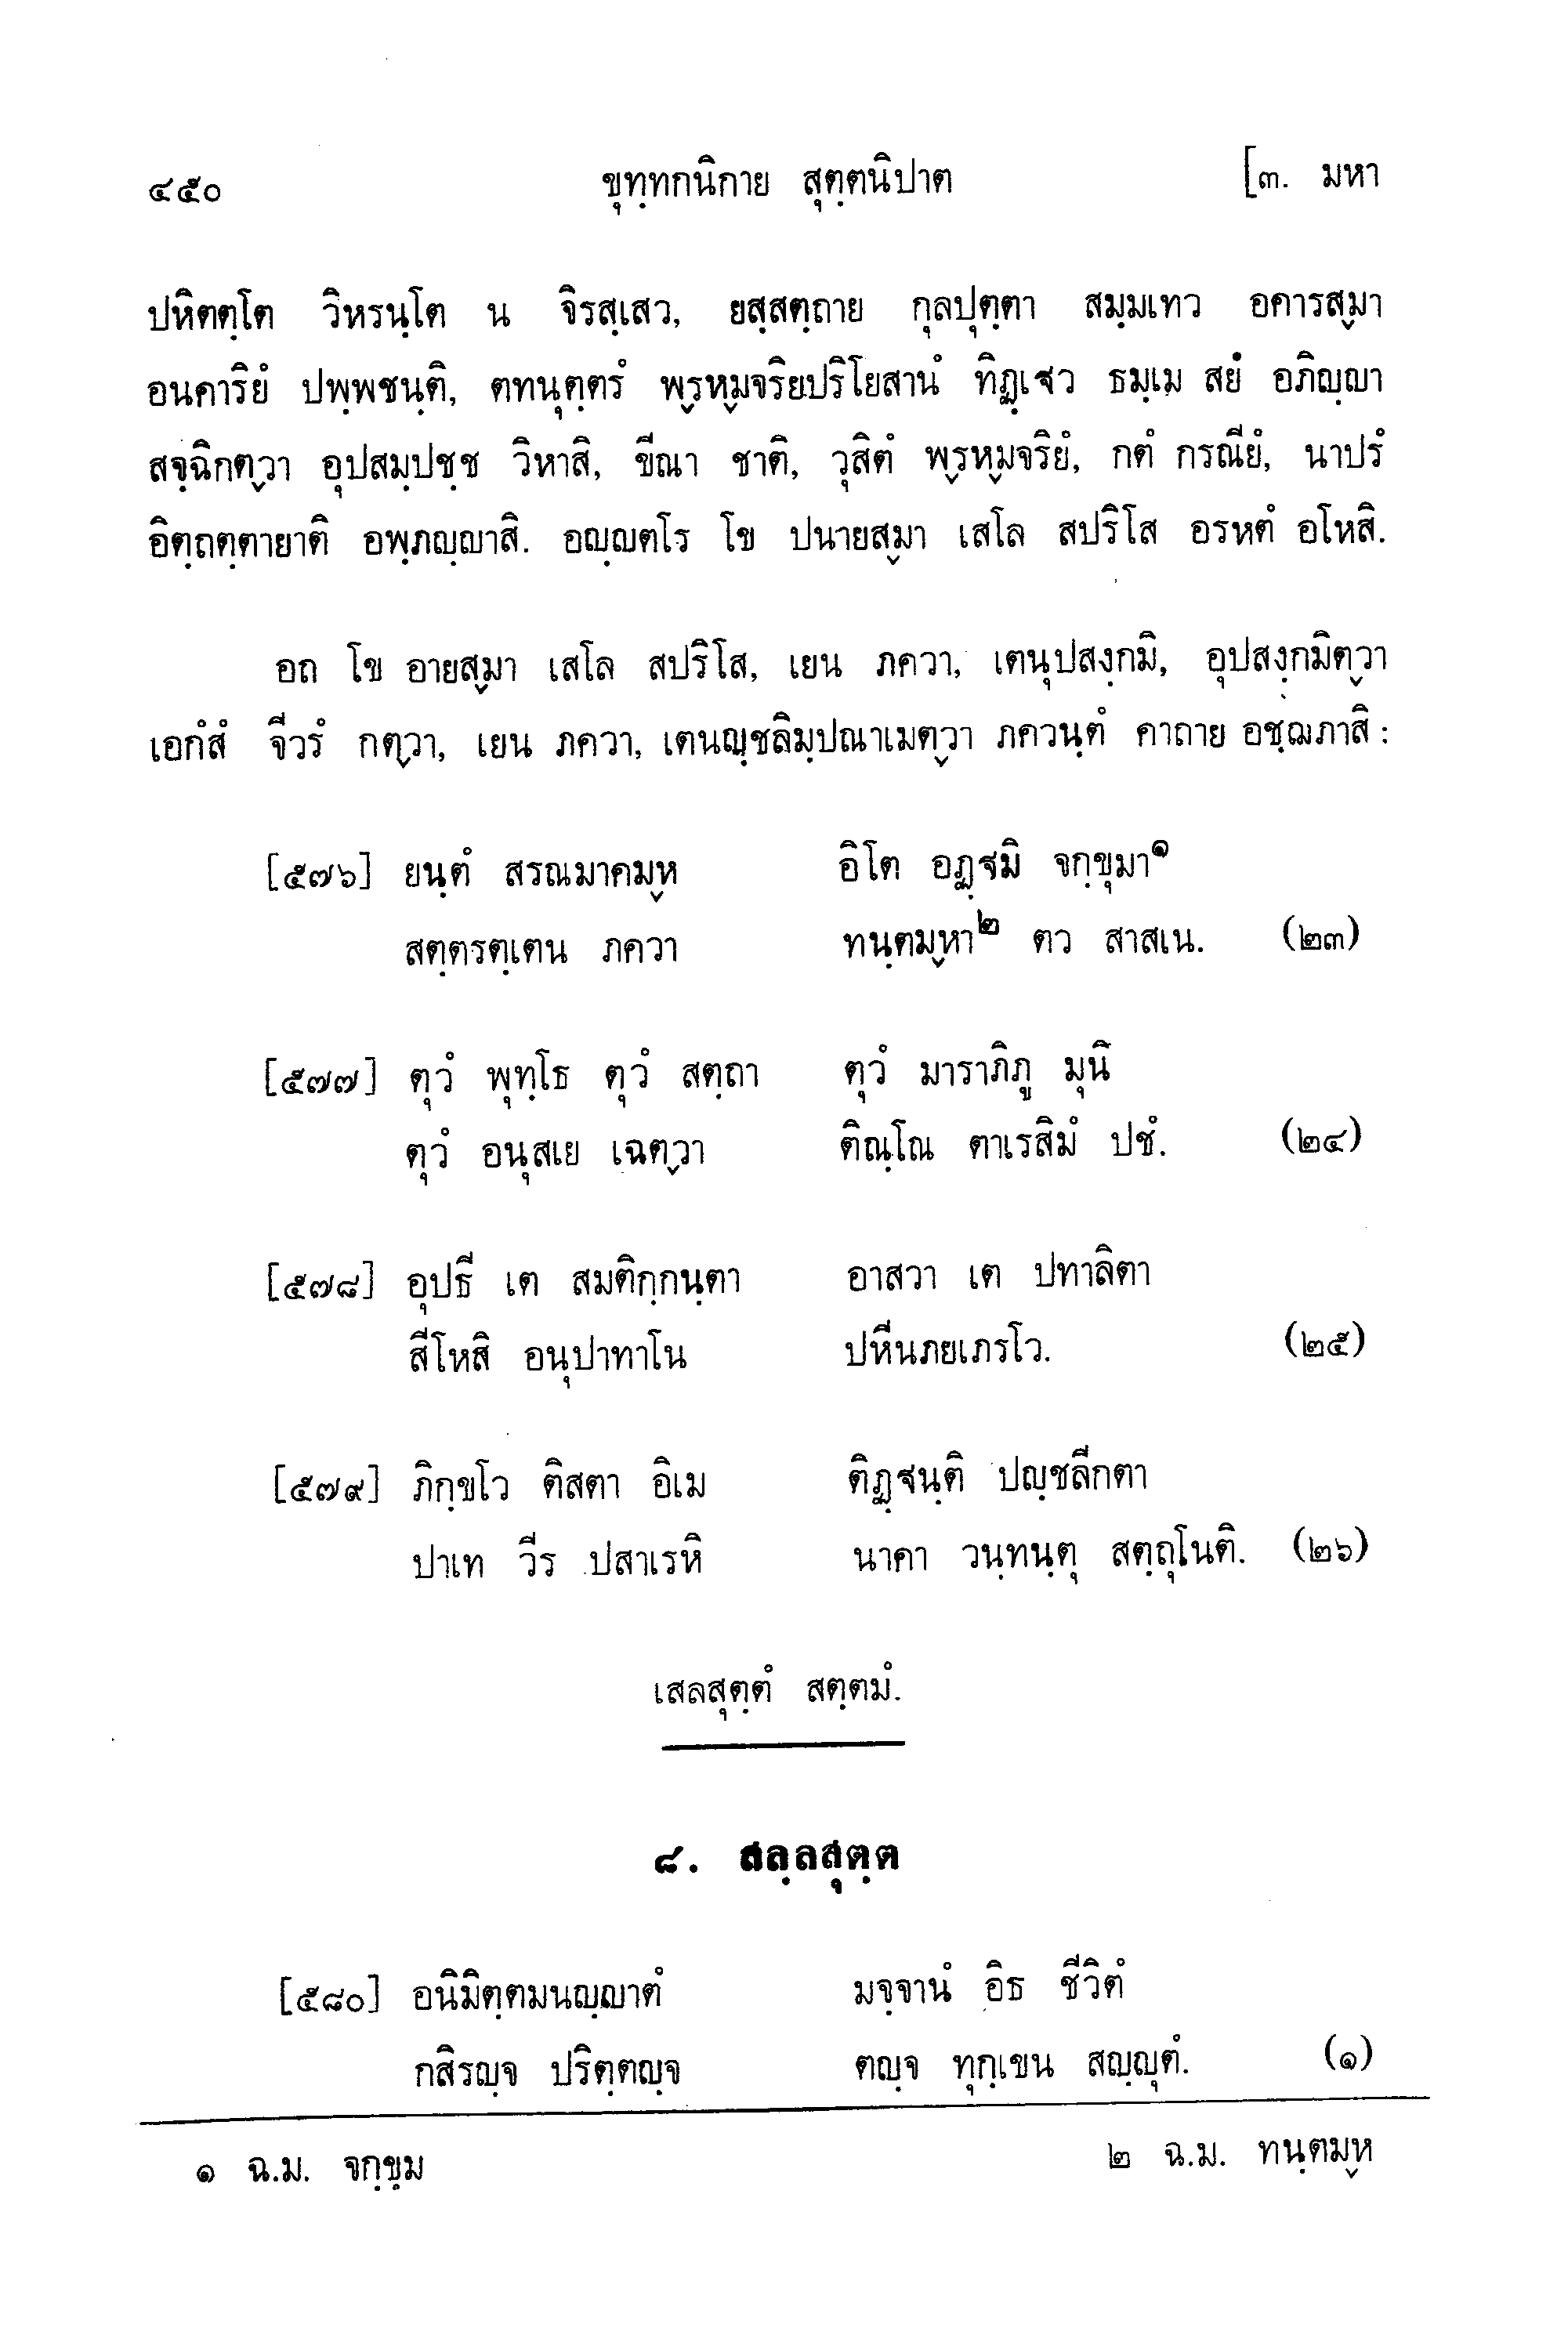 ๔๕๐ ขุทฺทกนิกาย สุตฺตนิปาต [๓. มหา
ปหิตตฺโต วิหรนฺโต น จิรสฺเสว, ยสฺสตฺถาย กุลปุตฺตา สมฺมเทว อคารสฺมา
อนคาริยํ ปพฺพชนฺติ, ตทนุตฺตรํ พฺรหฺมจริยปริโยสานํ ทิฏฺเฐว ธมฺเม สยํ อภิญฺญา
สจฺฉิกตฺวา อุปสมฺปชฺช วิหาสิ, ขีณา ชาติ, วุสิตํ พฺรหฺมจริยํ, กตํ กรณียํ, นาปรํ
อิตฺถตฺตายาติ อพฺภญฺญาสิ. อญฺญตโร โข ปนายสฺมา เสโล สปริโส อรหตํ อโหสิ.
อถ โข อายสฺมา เสโล สปริโส, เยน ภควา, เตนุปสงฺกมิ, อุปสงฺกมิตฺวา
เอกํสํ จีวรํ กตฺวา, เยน ภควา, เตนญฺชลิมฺปณาเมตฺวา ภควนฺตํ คาถาย อชฺฌภาสิ :
[๕๗๖] ยนฺตํ สรณมาคมฺห อิโต อฏฺฐมิ จกฺขุมา๑
สตฺตรตฺเตน ภควา ทนฺตมฺหา๒ ตว สาสเน. (๒๓)
[๕๗๗] ตุวํ พุทฺโธ ตุวํ สตฺถา ตุวํ มาราภิภู มุนิ
ตุวํ อนุสเย เฉตฺวา ติณฺโณ ตาเรสิมํ ปชํ. (๒๔)
[๕๗๘] อุปธี เต สมติกฺกนฺตา อาสวา เต ปทาลิตา
สีโหสิ อนุปาทาโน ปหีนภยเภรโว. (๒๕)
[๕๗๙] ภิกฺขโว ติสตา อิเม ติฏฺฐนฺติ ปญฺชลีกตา
ปาเท วีร ปสาเรหิ นาคา วนฺทนฺตุ สตฺถุโนติ. (๒๖)
เสลสุตฺตํ สตฺตมํ.
๘. สลฺลสุตฺต
[๕๘๐] อนิมิตฺตมนญฺญาตํ มจฺจานํ อิธ ชีวิตํ
กสิรญฺจ ปริตฺตญฺจ ตญฺจ ทุกฺเขน สญฺญุตํ. (๑)
๑ ฉ.ม. จกฺขุม ๒ ฉ.ม. ทนฺตมฺห